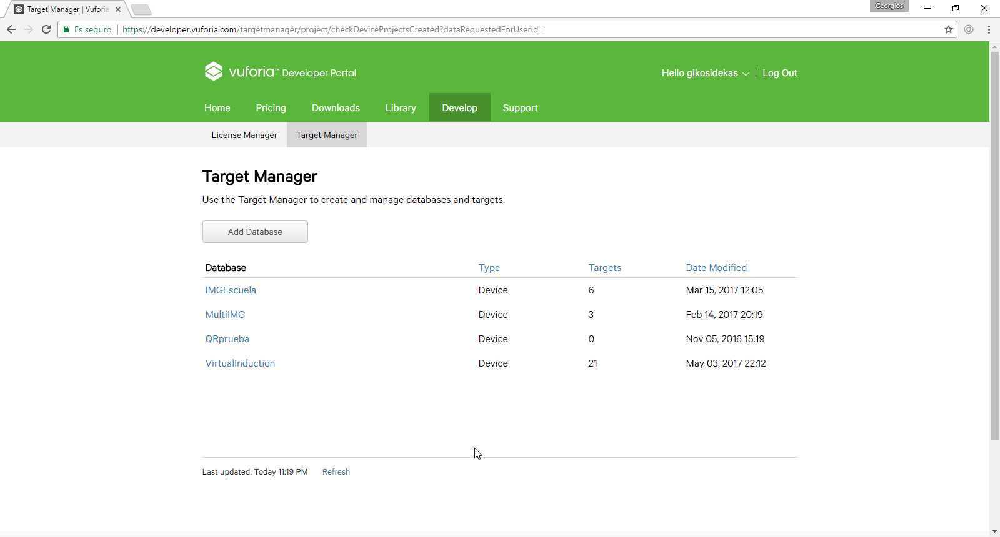 Target Manager | Vuforia
Georgios
Es seguro https://developer.vuforia.com/targetmanager/project/checkDeviceProjectsCreated?dataRequestedForUserId=
vuforia™ Developer Portal
Hello gikosidekas Log Out
Home Pricing Downloads Library Develop Support
License Manager Target Manager
Target Manager
Use the Target Manager to create and manage databases and targets.
Add Database
Database Type Targets Date Modified
IMGEscuela Device 6 Mar 15, 2017 12:05
MultiIMG Device 3 Feb 14, 2017 20:19
QRprueba Device 0 Nov 05, 2016 15:19
VirtualInduction Device 21 May 03, 2017 22:12
Last updated: Today 11:19 PM Refresh